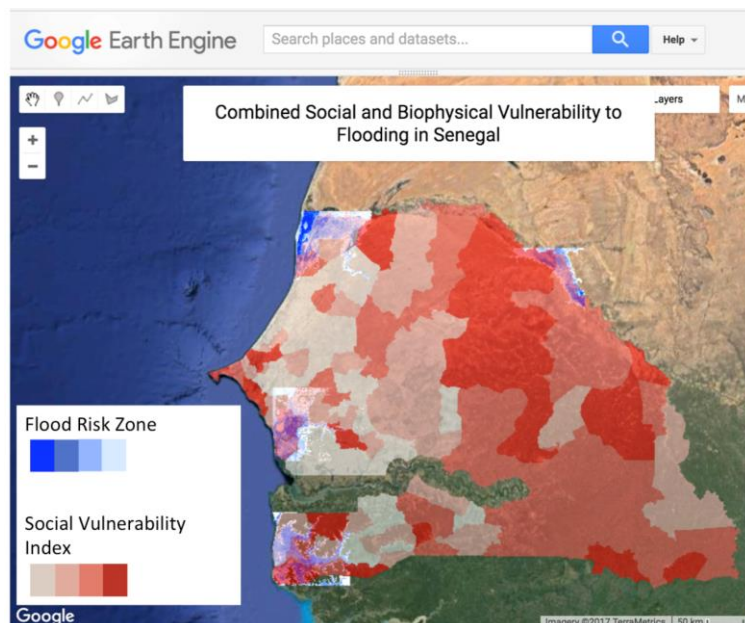 Google Earth Engine
Search places and datasets...
Help
Combined Social and Biophysical Vulnerability to
Flooding in Senegal
Layers
M
Flood Risk Zone
Social Vulnerability
Index
Google
Imagery ©2017 TerraMetrics
50 km